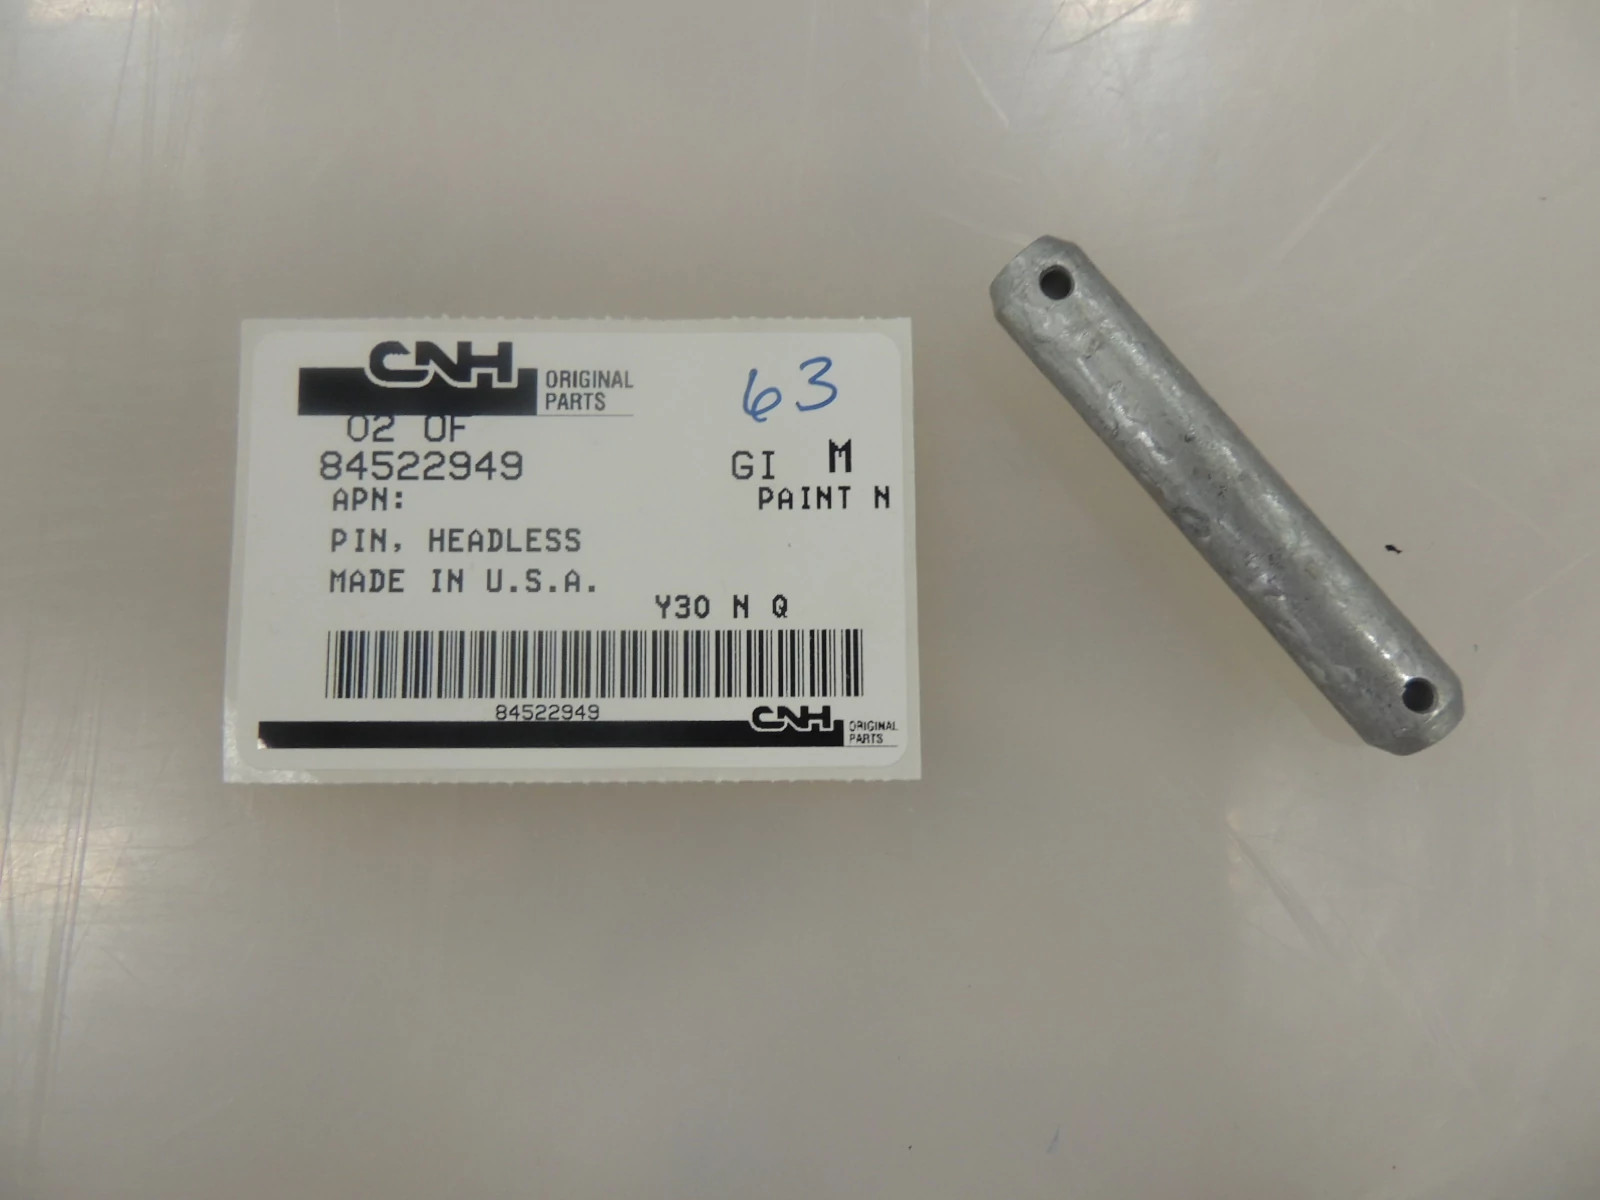 CNH ORIGINAL PARTS
63
02 OF
84522949 GI M
APN: PAINT N
PIN, HEADLESS
MADE IN U.S.A.
Y30 N Q
84522949
CNH ORIGINAL PARTS